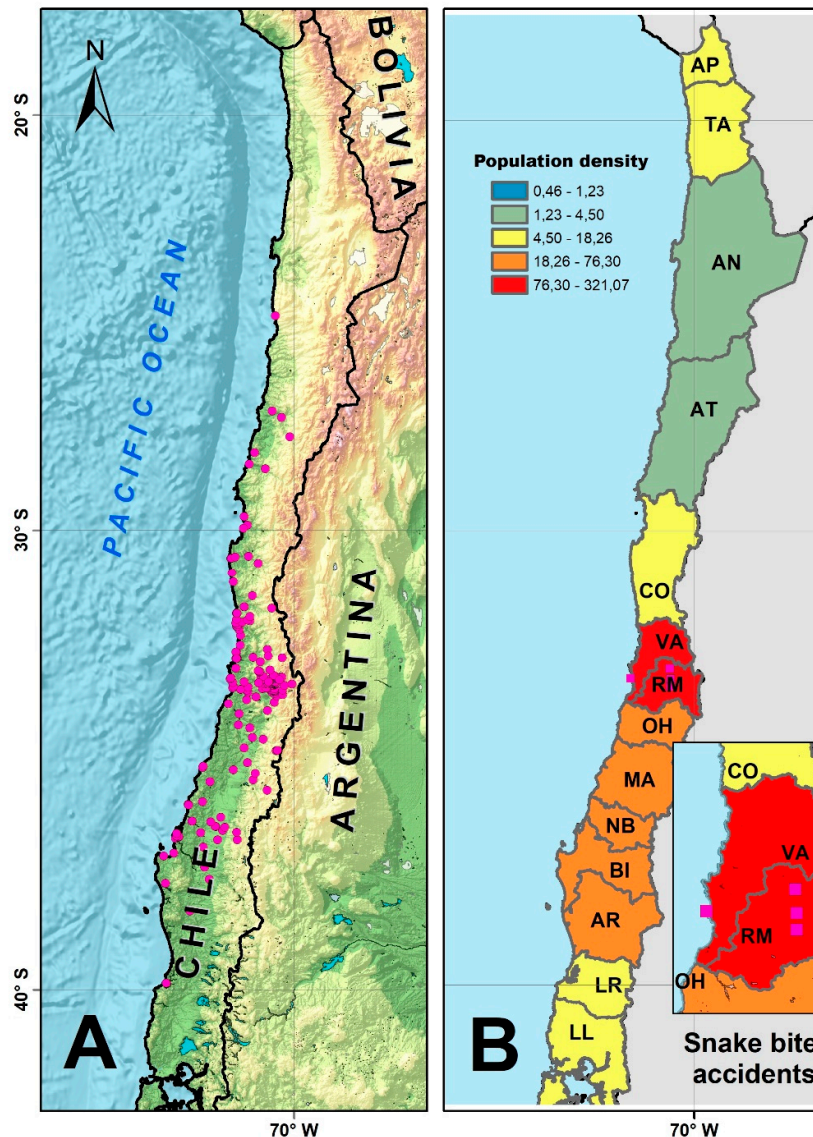 N
20° S
30° S
40° S
70° W
BOLIVIA
PACIFIC OCEAN
ARGENTINA
CHILE
A
Population density
0,46 - 1,23
1,23 - 4,50
4,50 - 18,26
18,26 - 76,30
76,30 - 321,07
AP
TA
AN
AT
CO
VA
RM
OH
MA
NB
BI
AR
LR
LL
CO
VA
RM
OH
B
Snake bite
accidents
70° W